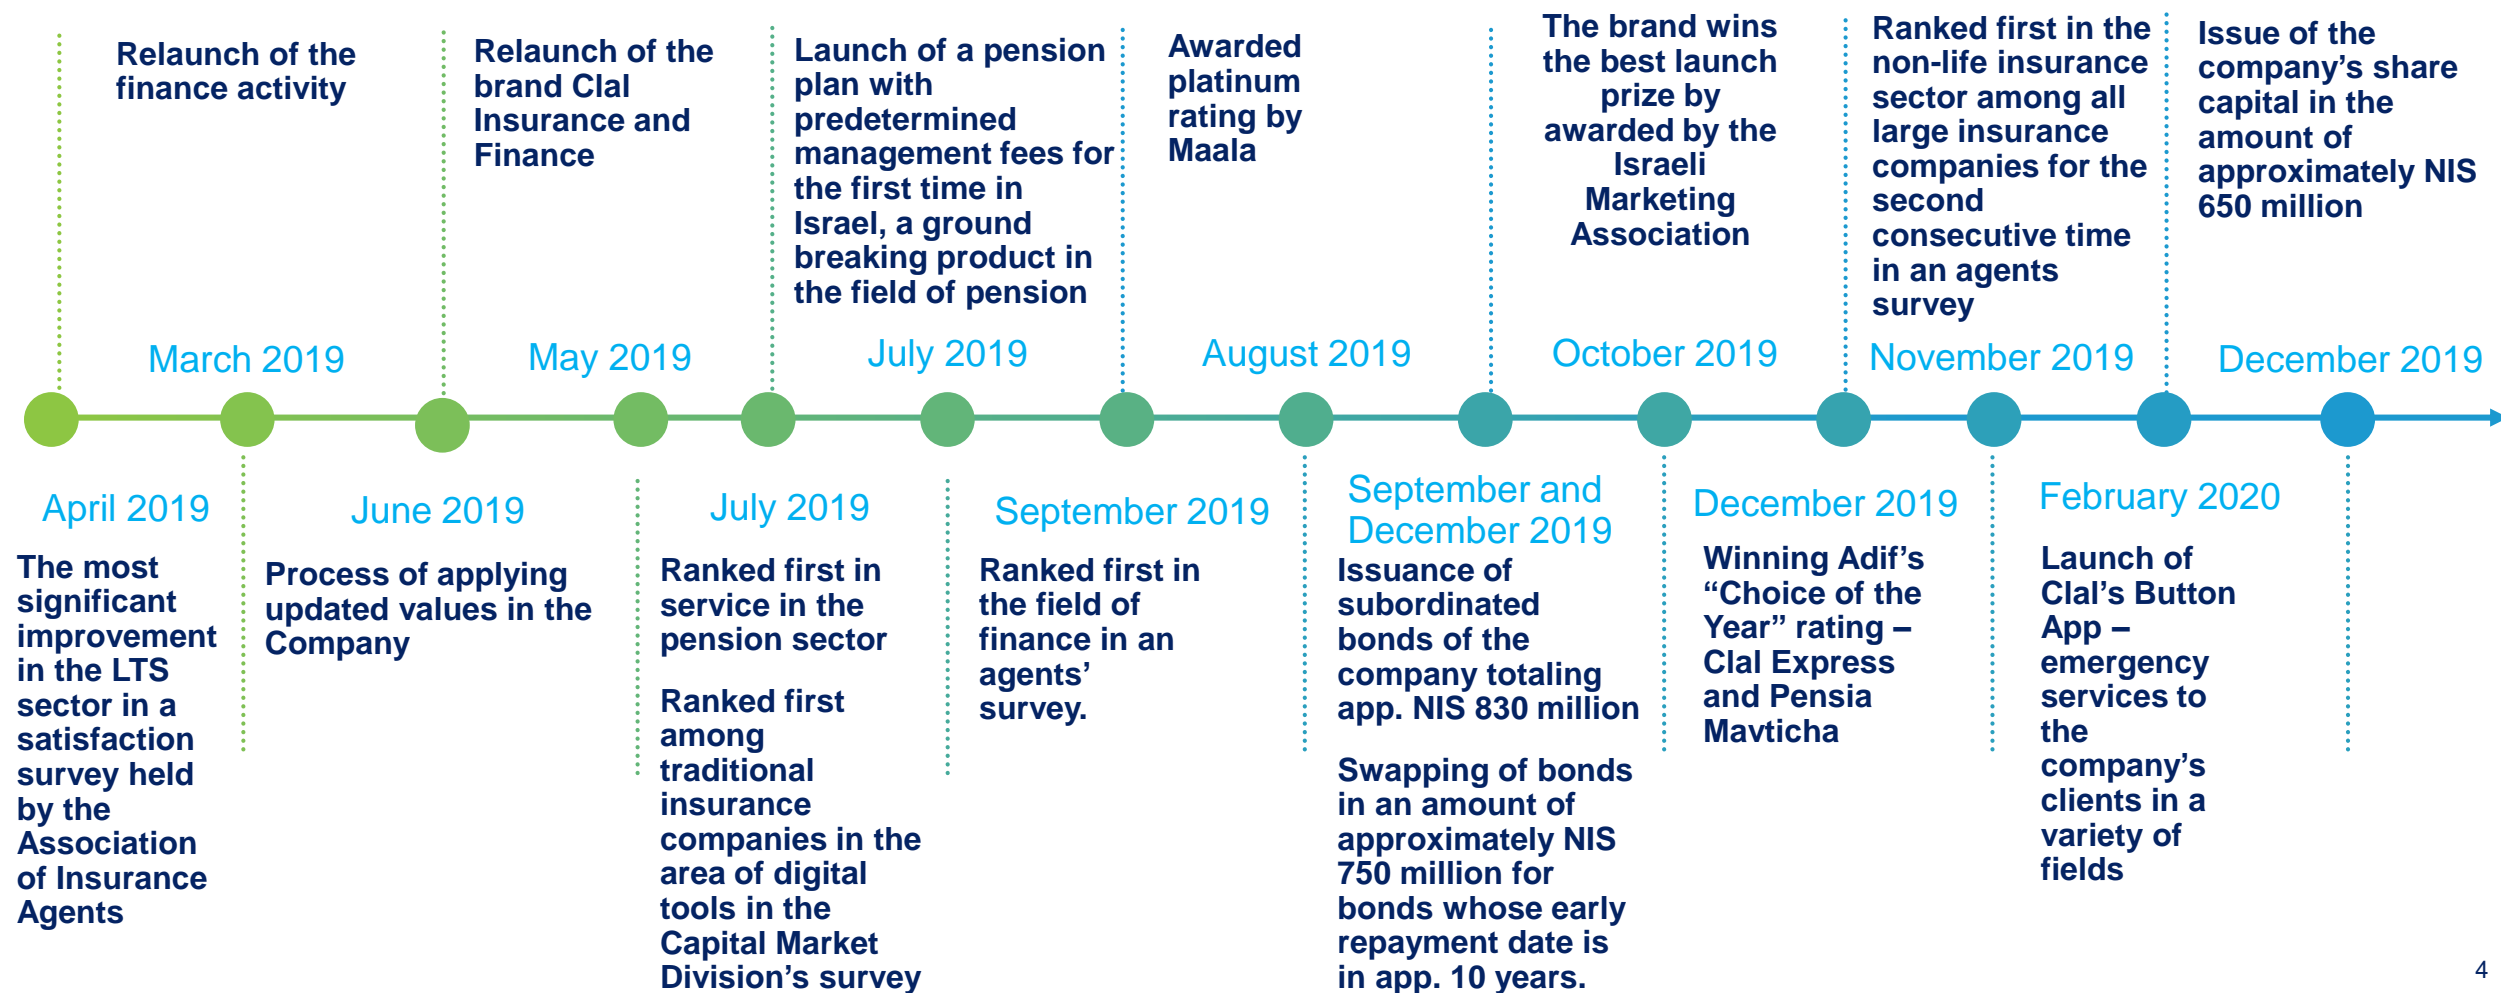 Relaunch of the
finance activity
March 2019
Relaunch of the
brand Clal
Insurance and
Finance
May 2019
Launch of a pension
plan with
predetermined
management fees for
the first time in
Israel, a ground
breaking product in
the field of pension
July 2019
Awarded
platinum
rating by
Maala
August 2019
The brand wins
the best launch
prize by
awarded by the
Israeli
Marketing
Association
October 2019
Ranked first in the
non-life insurance
sector among all
large insurance
companies for the
second
consecutive time
in an agents
survey
November 2019
Issue of the
company’s share
capital in the
amount of
approximately NIS
650 million
December 2019
April 2019
The most
significant
improvement
in the LTS
sector in a
satisfaction
survey held
by the
Association
of Insurance
Agents
June 2019
Process of applying
updated values in the
Company
July 2019
Ranked first in
service in the
pension sector
Ranked first
among
traditional
insurance
companies in the
area of digital
tools in the
Capital Market
Division’s survey
September 2019
Ranked first in
the field of
finance in an
agents’
survey.
September and
December 2019
Issuance of
subordinated
bonds of the
company totaling
app. NIS 830 million
Swapping of bonds
in an amount of
approximately NIS
750 million for
bonds whose early
repayment date is
in app. 10 years.
December 2019
Winning Adif’s
“Choice of the
Year” rating –
Clal Express
and Pensia
Mavticha
February 2020
Launch of
Clal’s Button
App –
emergency
services to
the
company’s
clients in a
variety of
fields
4